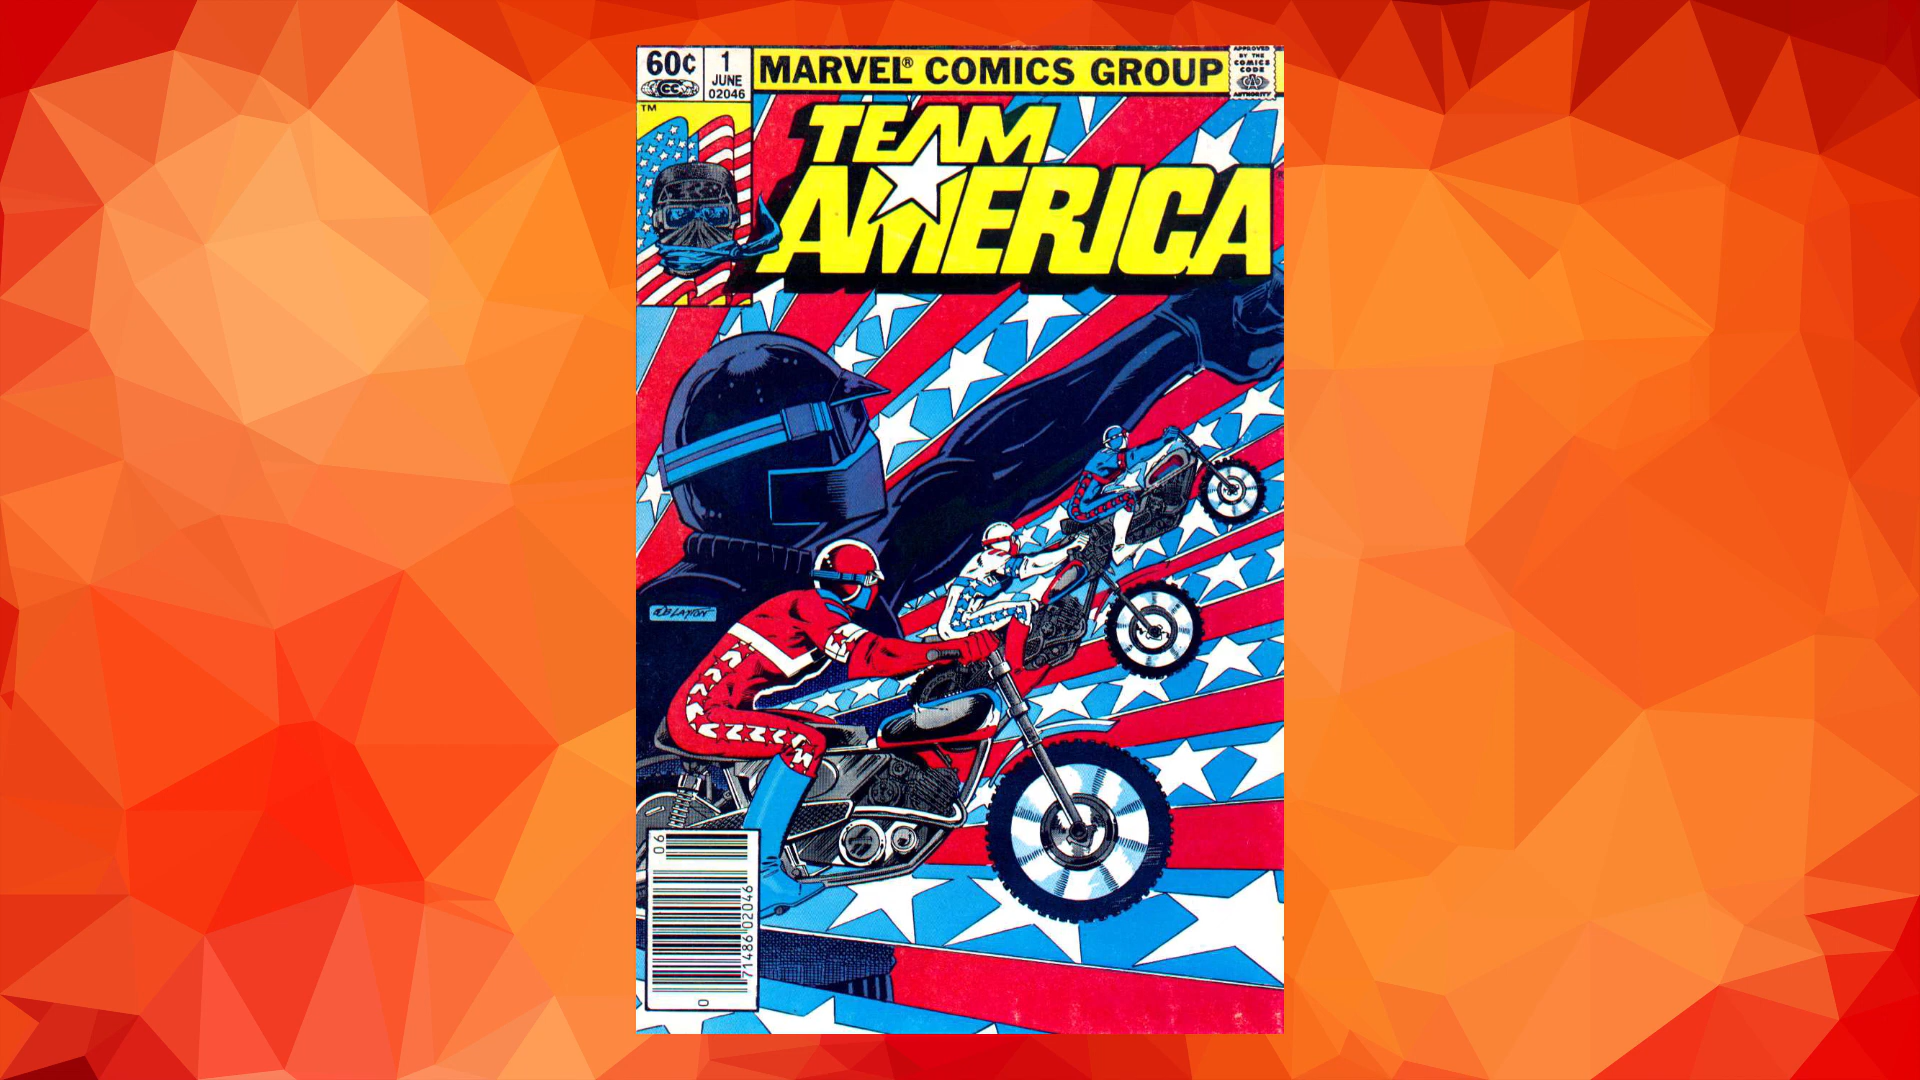 60¢
CC
1
JUNE
02046
MARVEL® COMICS GROUP
APPROVED
BY THE
COMICS
CODE
AUTHORITY
TM
TEAM
AMERICA
BOB LAYTON
06
71486 02046
0